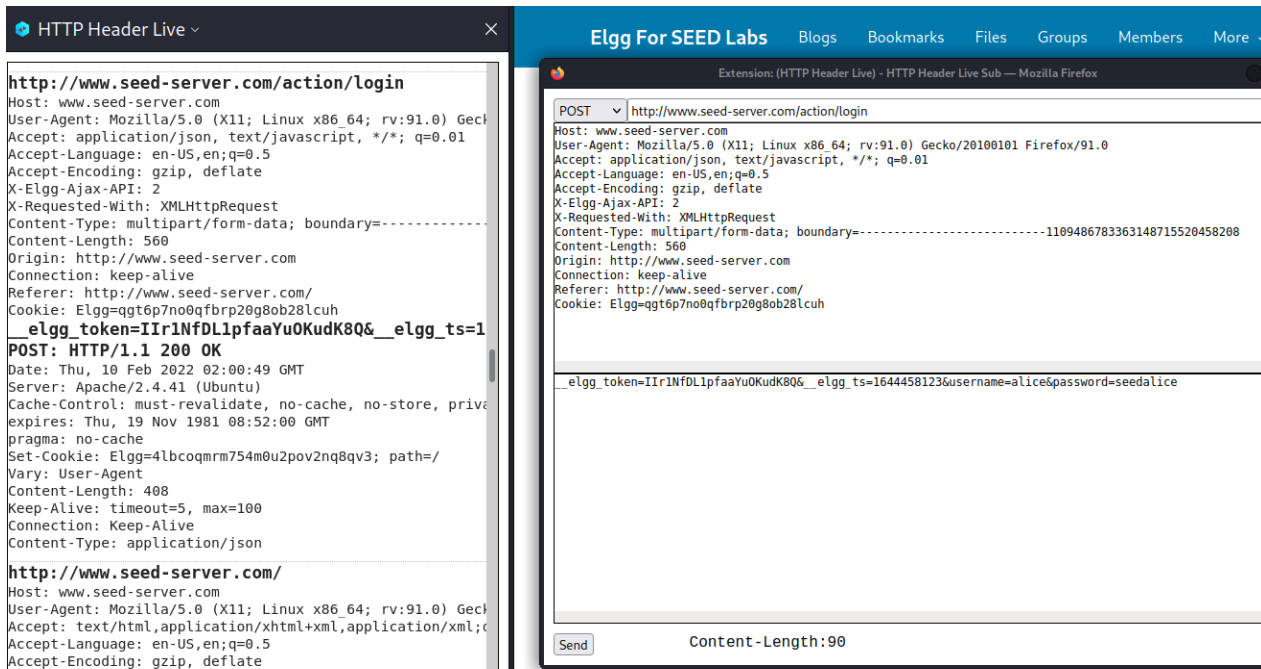 HTTP Header Live
http://www.seed-server.com/action/login
Host: www.seed-server.com
User-Agent: Mozilla/5.0 (X11; Linux x86_64; rv:91.0) Geck
Accept: application/json, text/javascript, */*; q=0.01
Accept-Language: en-US,en;q=0.5
Accept-Encoding: gzip, deflate
X-Elgg-Ajax-API: 2
X-Requested-With: XMLHttpRequest
Content-Type: multipart/form-data; boundary=-------------
Content-Length: 560
Origin: http://www.seed-server.com
Connection: keep-alive
Referer: http://www.seed-server.com/
Cookie: Elgg=qgt6p7no0qfbrp20g8ob28lcuh
__elgg_token=IIr1NfDL1pfaaYuOKudK8Q&__elgg_ts=1
POST: HTTP/1.1 200 OK
Date: Thu, 10 Feb 2022 02:00:49 GMT
Server: Apache/2.4.41 (Ubuntu)
Cache-Control: must-revalidate, no-cache, no-store, priva
expires: Thu, 19 Nov 1981 08:52:00 GMT
pragma: no-cache
Set-Cookie: Elgg=4lbcoqmrm754m0u2pov2nq8qv3; path=/
Vary: User-Agent
Content-Length: 408
Keep-Alive: timeout=5, max=100
Connection: Keep-Alive
Content-Type: application/json
http://www.seed-server.com/
Host: www.seed-server.com
User-Agent: Mozilla/5.0 (X11; Linux x86_64; rv:91.0) Geck
Accept: text/html,application/xhtml+xml,application/xml;
Accept-Language: en-US,en;q=0.5
Accept-Encoding: gzip, deflate
Elgg For SEED Labs Blogs Bookmarks Files Groups Members More
Extension: (HTTP Header Live) - HTTP Header Live Sub — Mozilla Firefox
POST http://www.seed-server.com/action/login
Host: www.seed-server.com
User-Agent: Mozilla/5.0 (X11; Linux x86_64; rv:91.0) Gecko/20100101 Firefox/91.0
Accept: application/json, text/javascript, */*; q=0.01
Accept-Language: en-US,en;q=0.5
Accept-Encoding: gzip, deflate
X-Elgg-Ajax-API: 2
X-Requested-With: XMLHttpRequest
Content-Type: multipart/form-data; boundary=---------------------------1109486783363148715520458208
Content-Length: 560
Origin: http://www.seed-server.com
Connection: keep-alive
Referer: http://www.seed-server.com/
Cookie: Elgg=qgt6p7no0qfbrp20g8ob28lcuh
__elgg_token=IIr1NfDL1pfaaYuOKudK8Q&__elgg_ts=1644458123&username=alice&password=seedalice
Send Content-Length:90